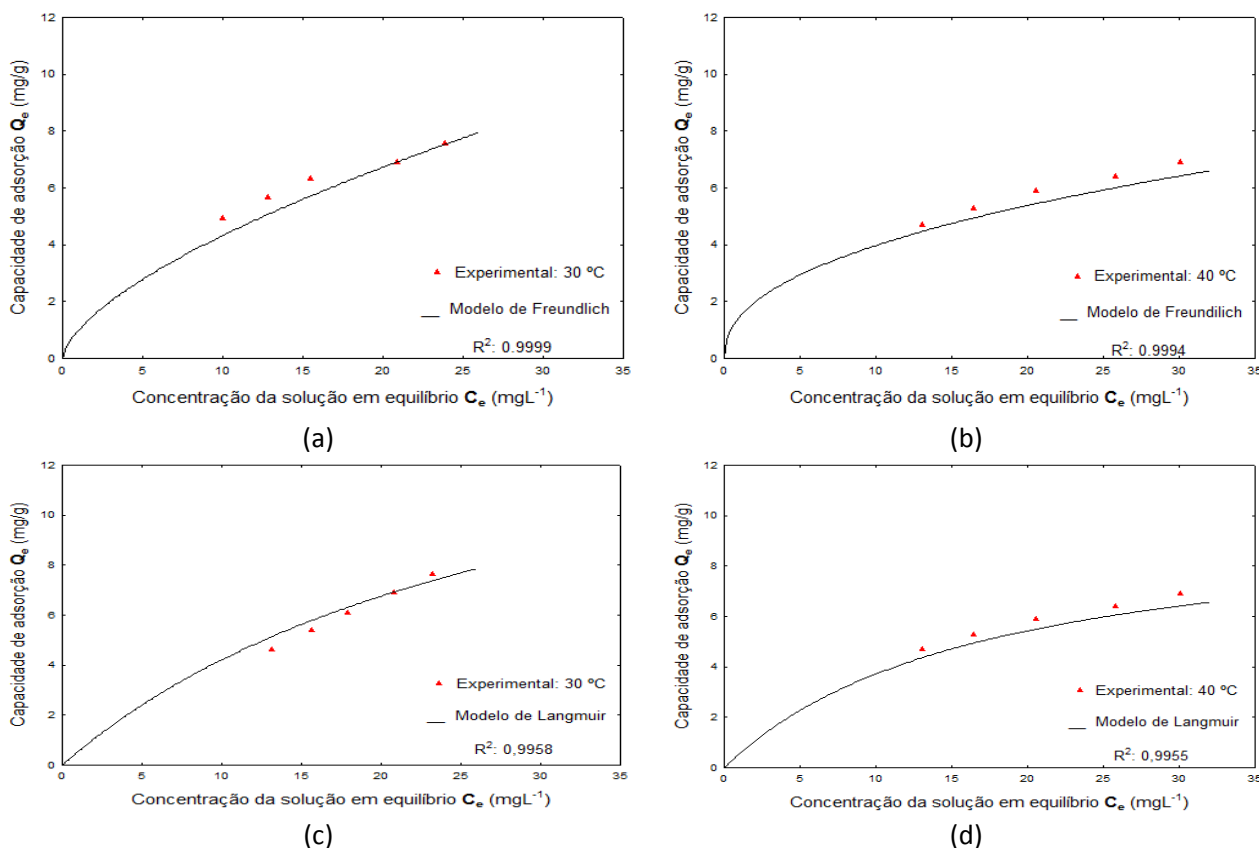 12
10
8
6
4
2
0
Capacidade de adsorção Qe (mg/g)
Experimental: 30 ºC
Modelo de Freundlich
R²: 0.9999
0 5 10 15 20 25 30 35
Concentração da solução em equilíbrio Ce (mgL⁻¹)
(a)
12
10
8
6
4
2
0
Capacidade de adsorção Qe (mg/g)
Experimental: 40 ºC
Modelo de Freundilich
R²: 0.9994
0 5 10 15 20 25 30 35
Concentração da solução em equilíbrio Ce (mgL⁻¹)
(b)
12
10
8
6
4
2
0
Capacidade de adsorção Qe (mg/g)
Experimental: 30 ºC
Modelo de Langmuir
R²: 0,9958
0 5 10 15 20 25 30 35
Concentração da solução em equilíbrio Ce (mgL⁻¹)
(c)
12
10
8
6
4
2
0
Capacidade de adsorção Qe (mg/g)
Experimental: 40 ºC
Modelo de Langmuir
R²: 0,9955
0 5 10 15 20 25 30 35
Concentração da solução em equilíbrio Ce (mgL⁻¹)
(d)